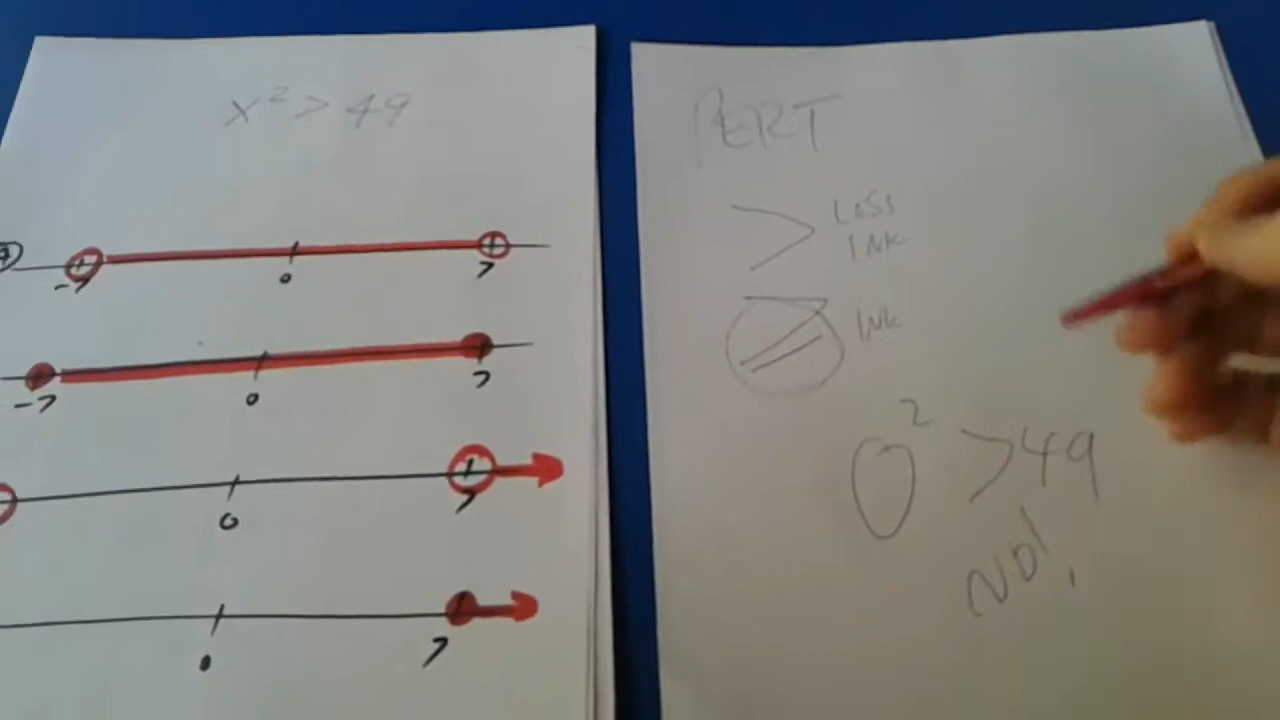 x² > 49
-7 0 7
-7 0 7
0 7
0 7
PERT
> LESS
INK
≥ INK
0² > 49
NO!